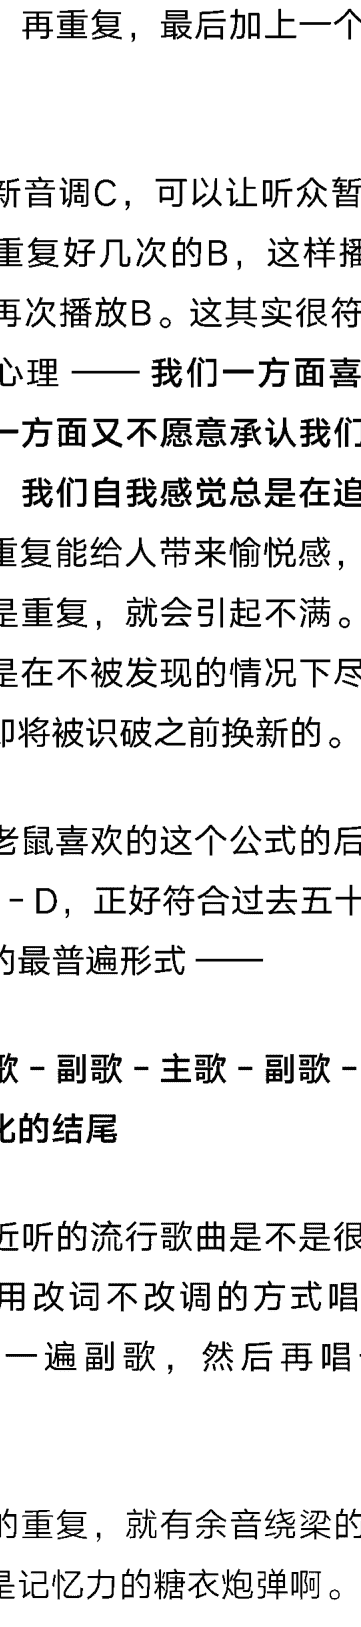 再重复，最后加上一个
新音调C，可以让听众暂
重复好几次的B，这样播
再次播放B。这其实很符
心理 —— 我们一方面喜
一方面又不愿意承认我们
我们自我感觉总是在追
重复能给人带来愉悦感，
是重复，就会引起不满。
是在不被发现的情况下尽
即将被识破之前换新的。
老鼠喜欢的这个公式的后
- D，正好符合过去五十
的最普遍形式 ——
歌 - 副歌 - 主歌 - 副歌 -
化的结尾
近听的流行歌曲是不是很
用改词不改调的方式唱
一遍副歌，然后再唱
的重复，就有余音绕梁的
是记忆力的糖衣炮弹啊。